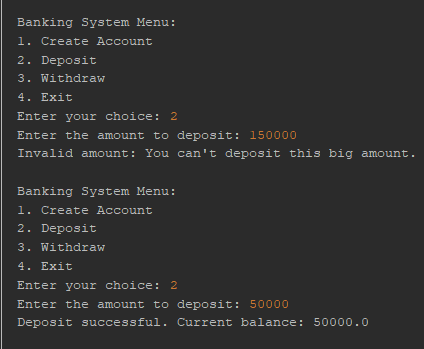 Banking System Menu:
1. Create Account
2. Deposit
3. Withdraw
4. Exit
Enter your choice: 2
Enter the amount to deposit: 150000
Invalid amount: You can't deposit this big amount.
Banking System Menu:
1. Create Account
2. Deposit
3. Withdraw
4. Exit
Enter your choice: 2
Enter the amount to deposit: 50000
Deposit successful. Current balance: 50000.0